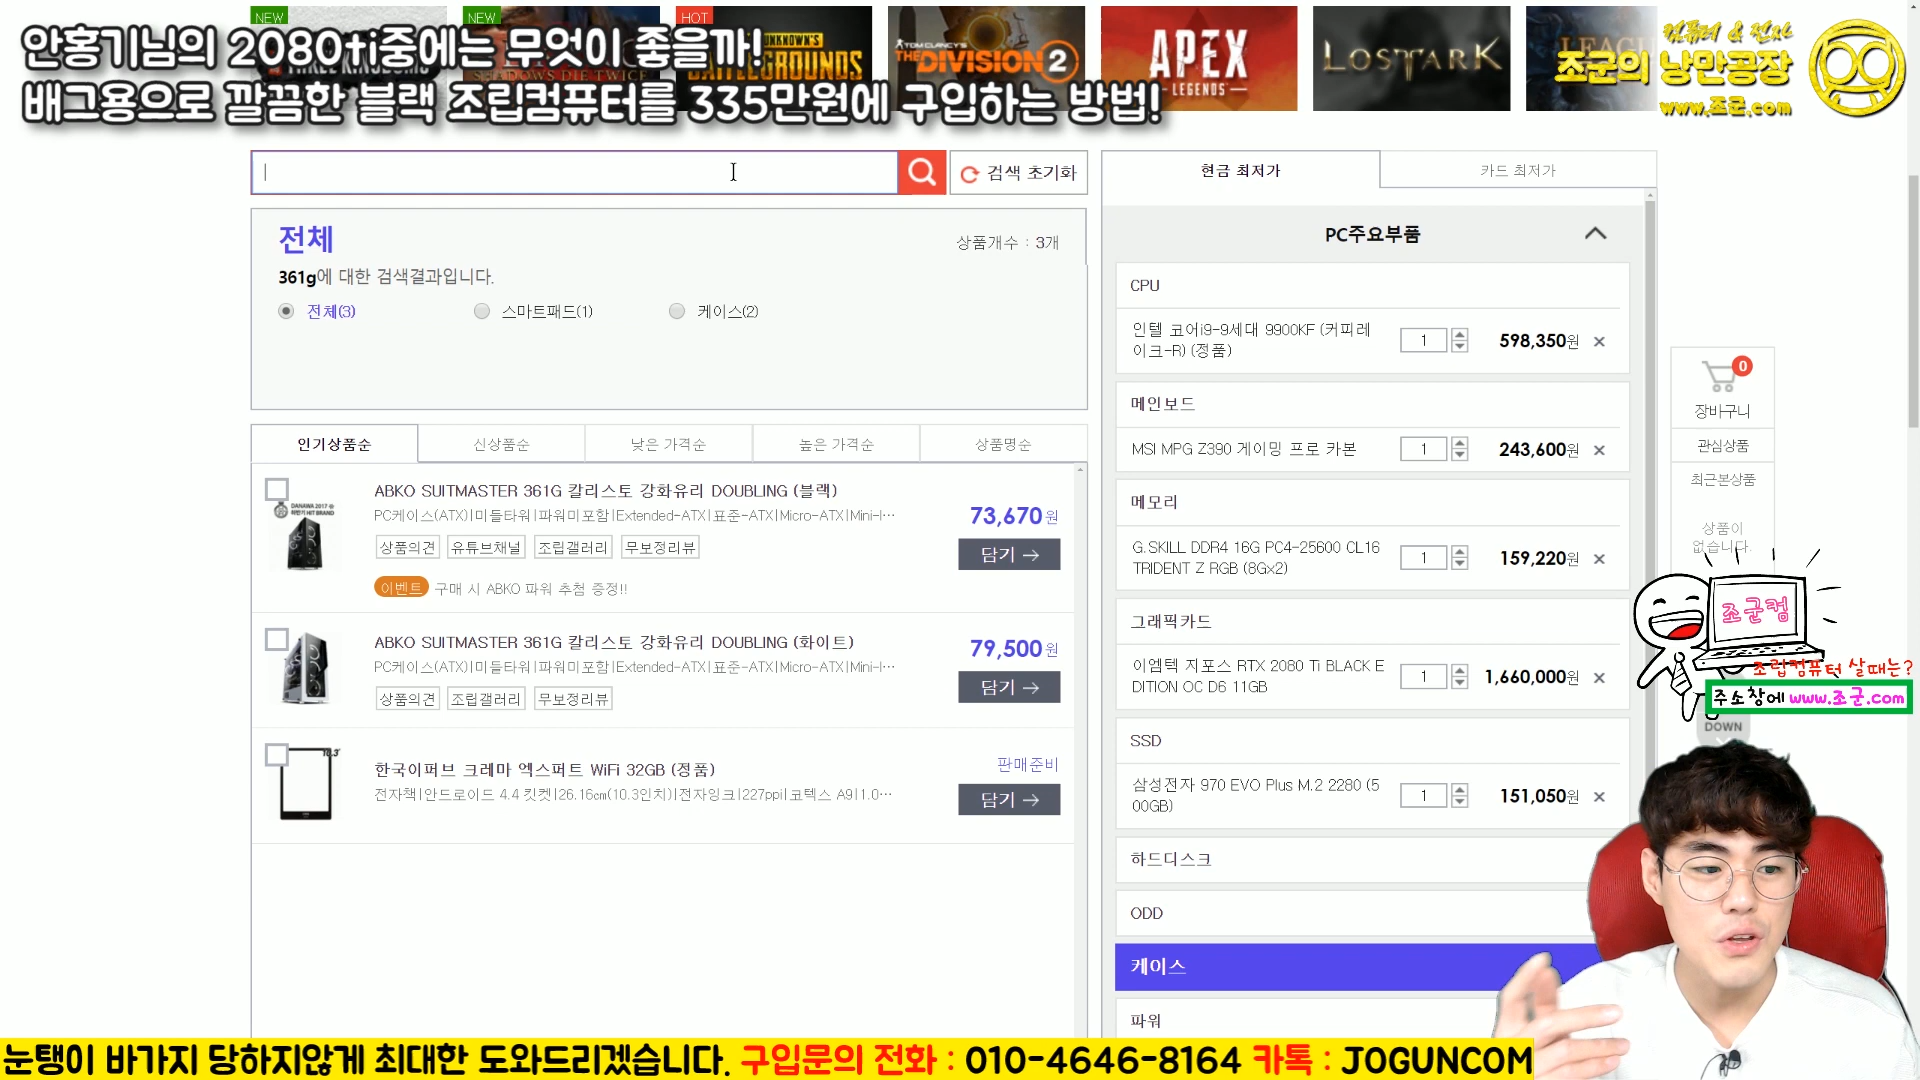 NEW
NEW
HOT
안홍기님의 2080ti중에는 무엇이 좋을까!
배그용으로 깔끔한 블랙 조립컴퓨터를 335만원에 구입하는 방법!
SHADOWS DIE TWICE
UNKNOWN'S
BATTLEGROUNDS
TOM CLANCY'S
THE DIVISION 2
APEX
LEGENDS
LOST ARK
컴퓨터 & 전자
조군의 낭만공장
www.조군.com
검색 초기화
현금 최저가
카드 최저가
전체
상품개수 : 3개
361g에 대한 검색결과입니다.
전체(3)
스마트패드(1)
케이스(2)
인기상품순
신상품순
낮은 가격순
높은 가격순
상품명순
ABKO SUITMASTER 361G 칼리스토 강화유리 DOUBLING (블랙)
PC케이스(ATX)|미들타워|파워미포함|Extended-ATX|표준-ATX|Micro-ATX|Mini-I···
상품의견
유튜브채널
조립갤러리
무보정리뷰
이벤트 구매 시 ABKO 파워 추첨 증정!!
73,670원
담기 →
ABKO SUITMASTER 361G 칼리스토 강화유리 DOUBLING (화이트)
PC케이스(ATX)|미들타워|파워미포함|Extended-ATX|표준-ATX|Micro-ATX|Mini-I···
상품의견
조립갤러리
무보정리뷰
79,500원
담기 →
10.3"
한국이퍼브 크레마 엑스퍼트 WiFi 32GB (정품)
전자책|안드로이드 4.4 킷캣|26.16cm(10.3인치)|전자잉크|227ppi|코텍스 A9|1.0···
판매준비
담기 →
PC주요부품
CPU
인텔 코어i9-9세대 9900KF (커피레
이크-R) (정품)
1
598,350원
메인보드
MSI MPG Z390 게이밍 프로 카본
1
243,600원
메모리
G.SKILL DDR4 16G PC4-25600 CL16
TRIDENT Z RGB (8Gx2)
1
159,220원
그래픽카드
이엠텍 지포스 RTX 2080 Ti BLACK E
DITION OC D6 11GB
1
1,660,000원
SSD
삼성전자 970 EVO Plus M.2 2280 (5
00GB)
1
151,050원
하드디스크
ODD
케이스
파워
0
장바구니
관심상품
최근본상품
상품이
없습니다.
조군컴
조립컴퓨터 살때는?
주소창에 www.조군.com
DOWN
눈탱이 바가지 당하지않게 최대한 도와드리겠습니다. 구입문의 전화 : 010-4646-8164 카톡 : JOGUNCOM